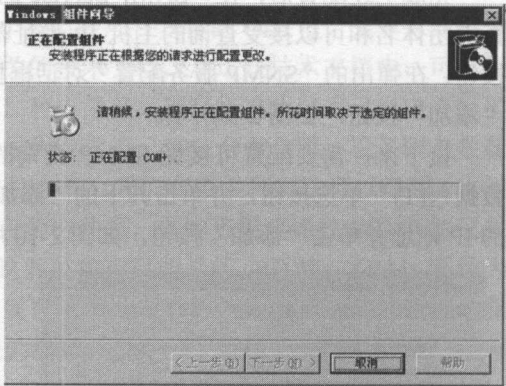 Windows 组件向导
正在配置组件
安装程序正在根据您的请求进行配置更改。
请稍候，安装程序正在配置组件。所花时间取决于选定的组件。
状态: 正在配置 COM+.
< 上一步(B)
下一步(N) >
取消
帮助